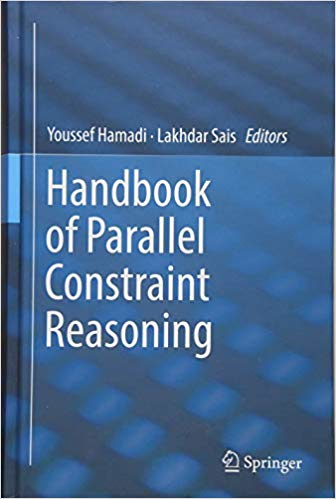 Youssef Hamadi · Lakhdar Sais Editors
Handbook
of Parallel
Constraint
Reasoning
Springer